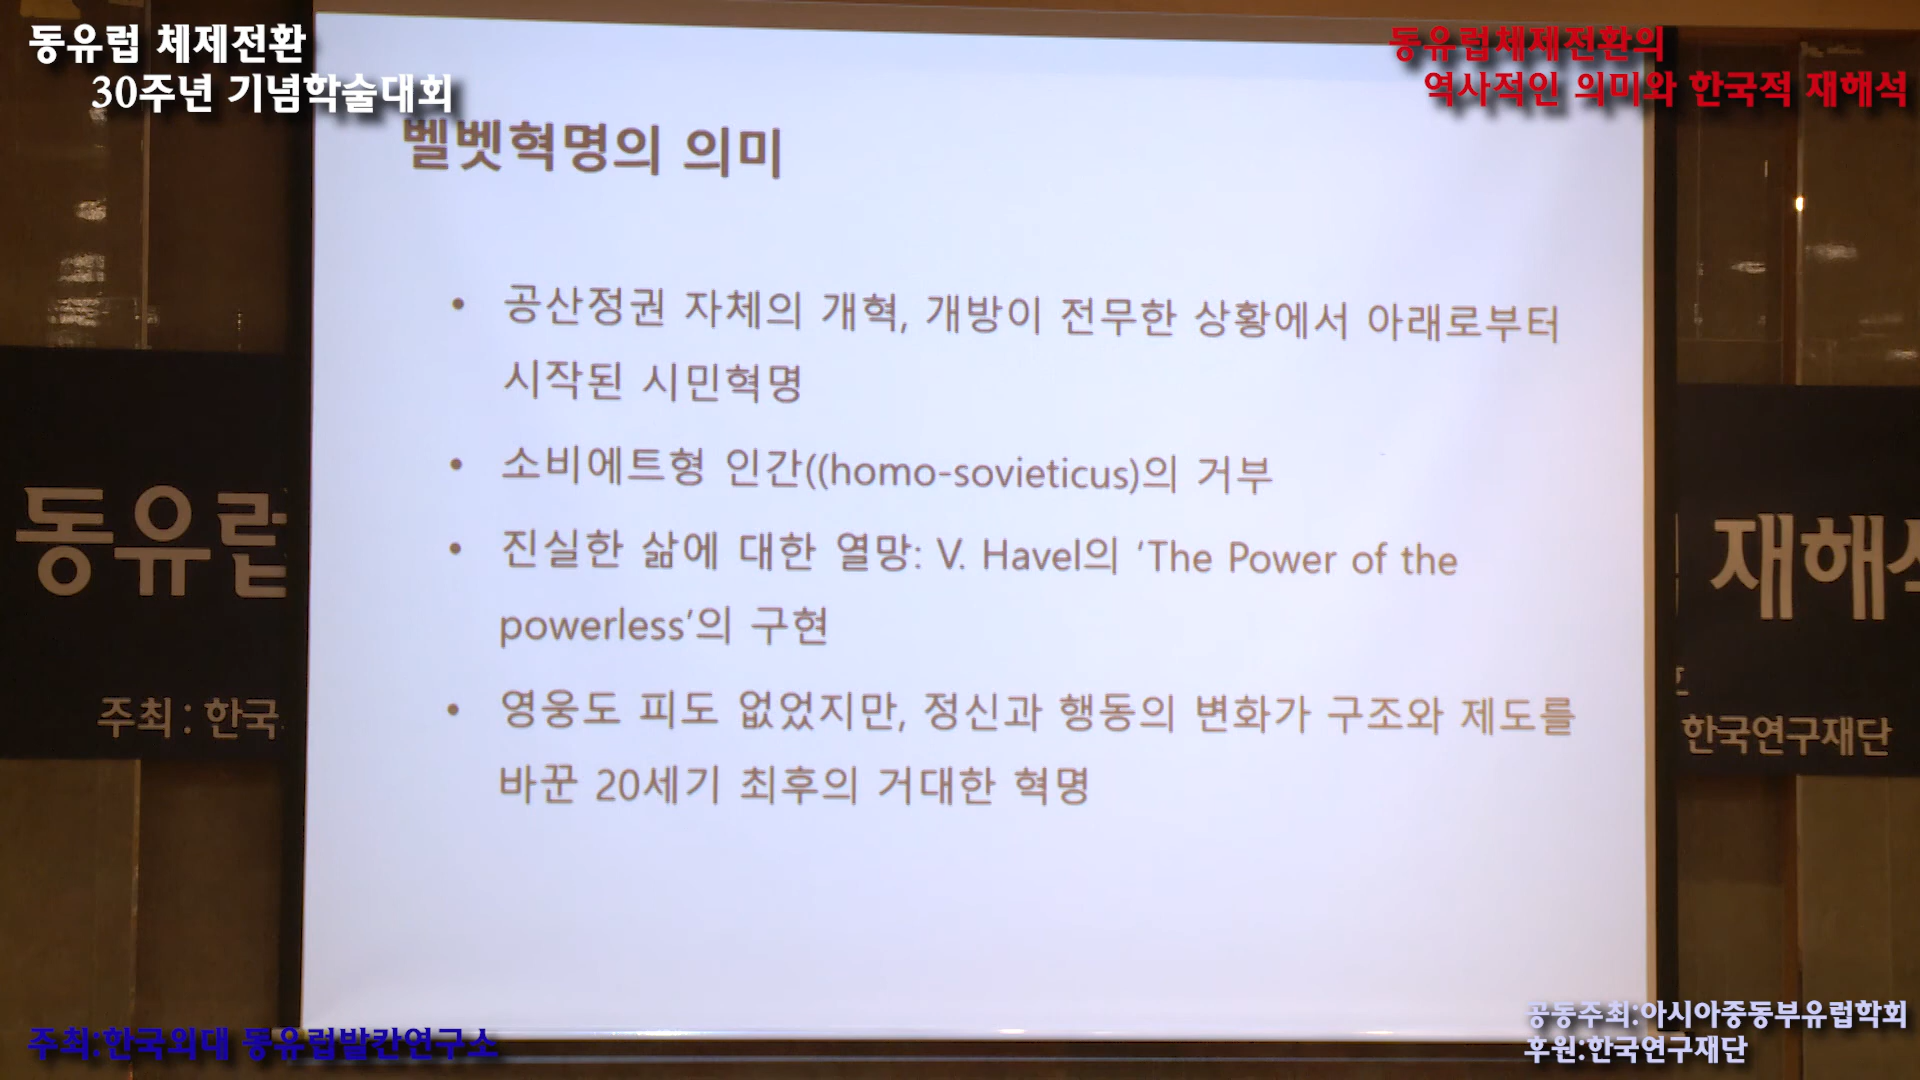 동유럽 체제전환
30주년 기념학술대회
동유럽체제전환의
역사적인 의미와 한국적 재해석
벨벳혁명의 의미
• 공산정권 자체의 개혁, 개방이 전무한 상황에서 아래로부터
시작된 시민혁명
• 소비에트형 인간((homo-sovieticus)의 거부
• 진실한 삶에 대한 열망: V. Havel의 ‘The Power of the
powerless’의 구현
• 영웅도 피도 없었지만, 정신과 행동의 변화가 구조와 제도를
바꾼 20세기 최후의 거대한 혁명
동유럽
재해석
주최 : 한국
한국연구재단
주최:한국외대 동유럽발칸연구소
공동주최:아시아중동부유럽학회
후원:한국연구재단